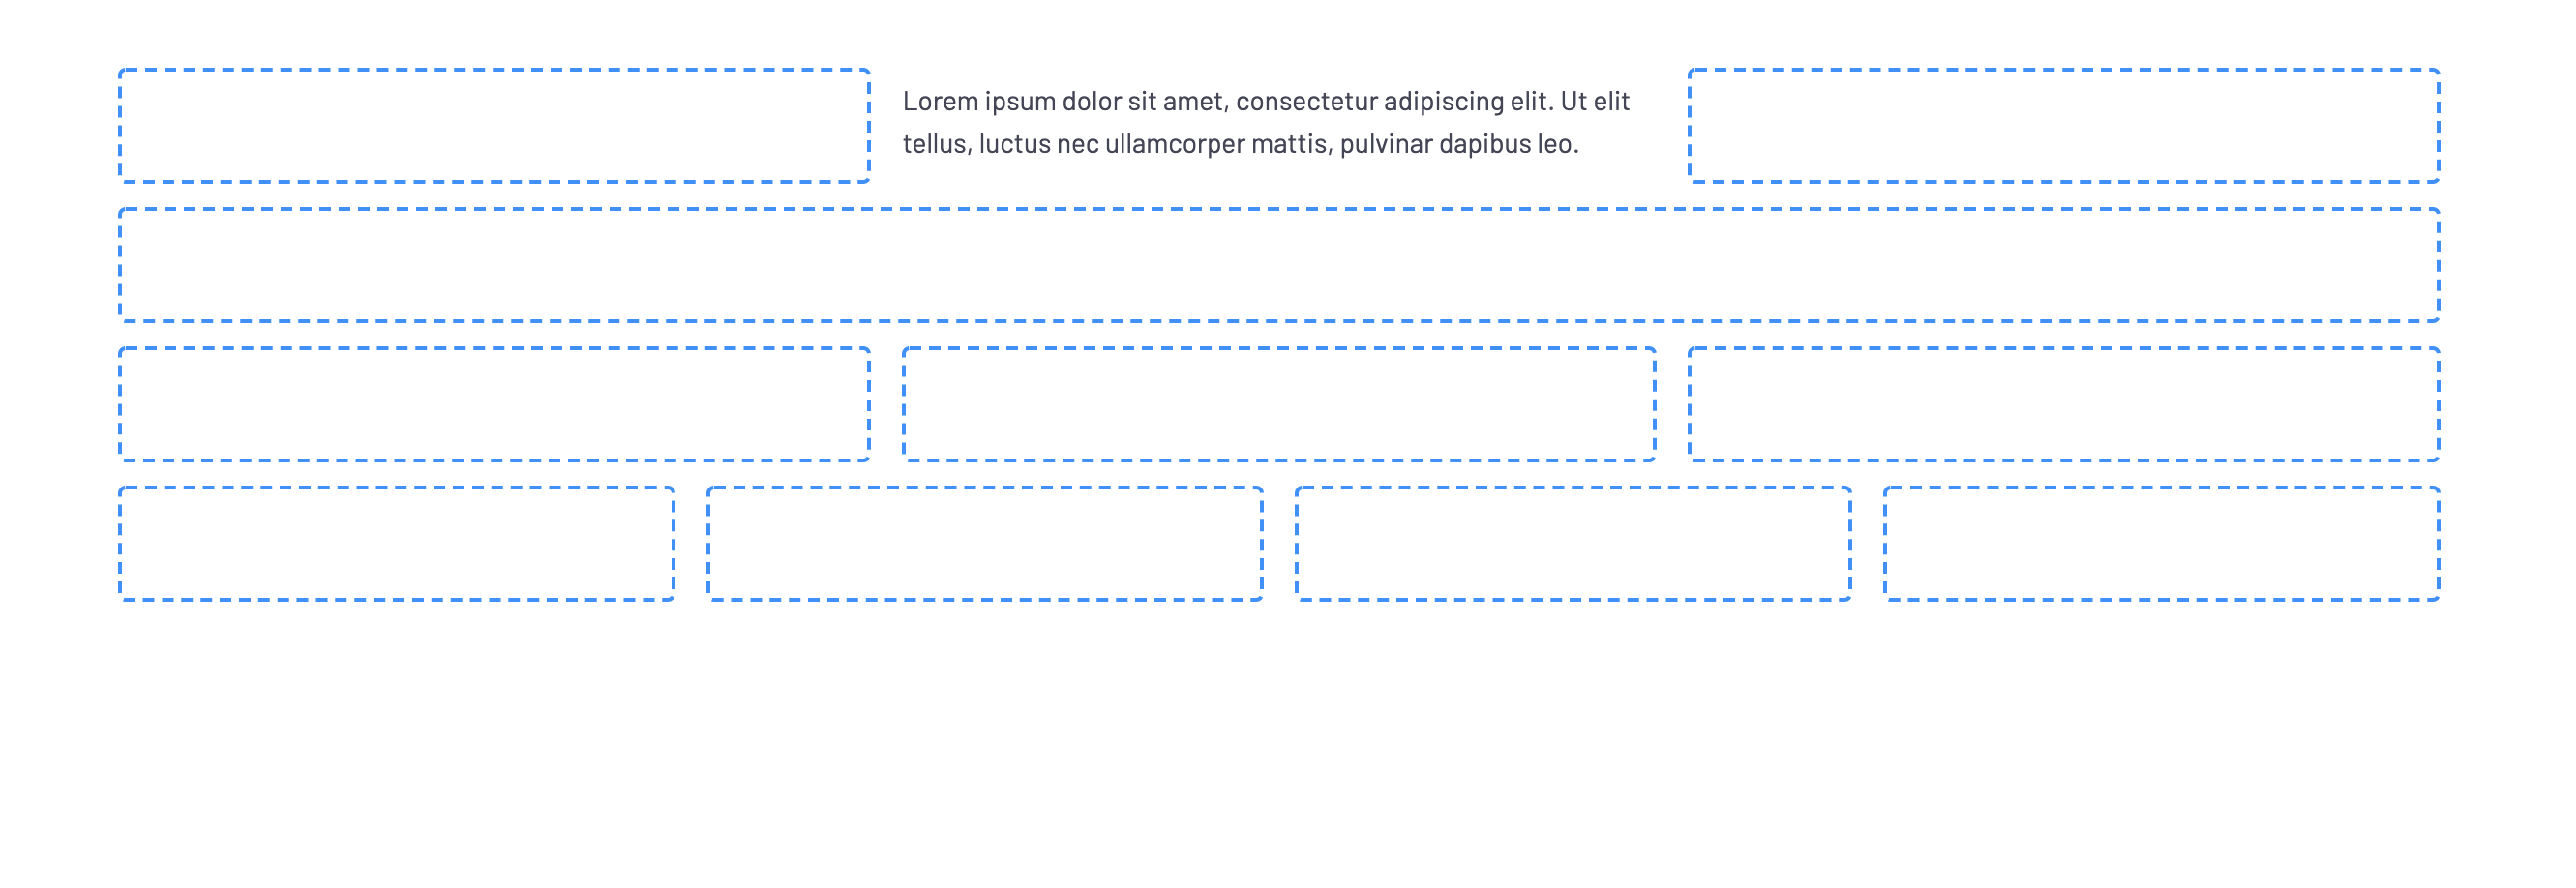 Lorem ipsum dolor sit amet, consectetur adipiscing elit. Ut elit
tellus, luctus nec ullamcorper mattis, pulvinar dapibus leo.